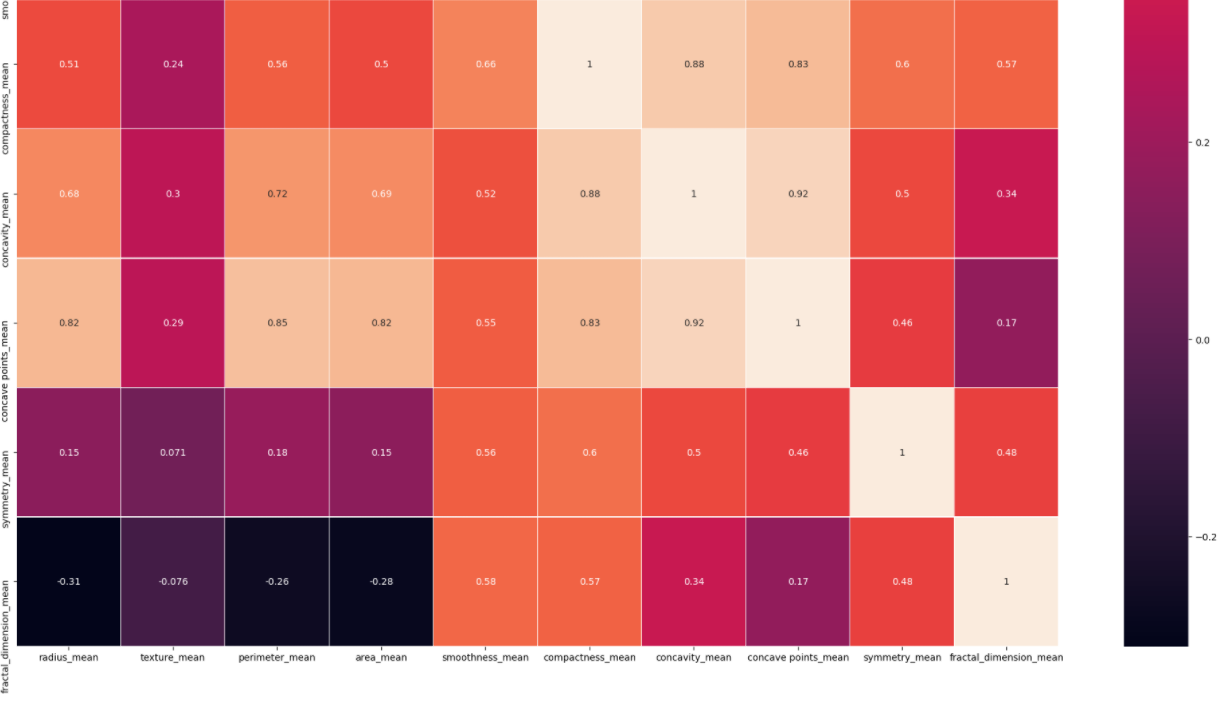 smo
compactness_mean
0.51 0.24 0.56 0.5 0.66 1 0.88 0.83 0.6 0.57
0.2
concavity_mean
0.68 0.3 0.72 0.69 0.52 0.88 1 0.92 0.5 0.34
concave points_mean
0.82 0.29 0.85 0.82 0.55 0.83 0.92 1 0.46 0.17
0.0
symmetry_mean
0.15 0.071 0.18 0.15 0.56 0.6 0.5 0.46 1 0.48
−0.2
fractal_dimension_mean
-0.31 -0.076 -0.26 -0.28 0.58 0.57 0.34 0.17 0.48 1
radius_mean texture_mean perimeter_mean area_mean smoothness_mean compactness_mean concavity_mean concave points_mean symmetry_mean fractal_dimension_mean